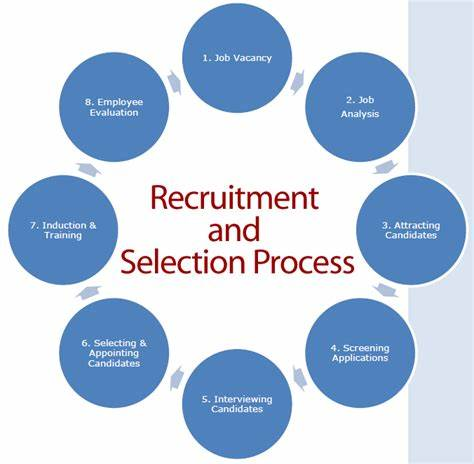 1. Job Vacancy
2. Job
Analysis
3. Attracting
Candidates
4. Screening
Applications
5. Interviewing
Candidates
6. Selecting &
Appointing
Candidates
7. Induction &
Training
8. Employee
Evaluation
Recruitment
and
Selection Process